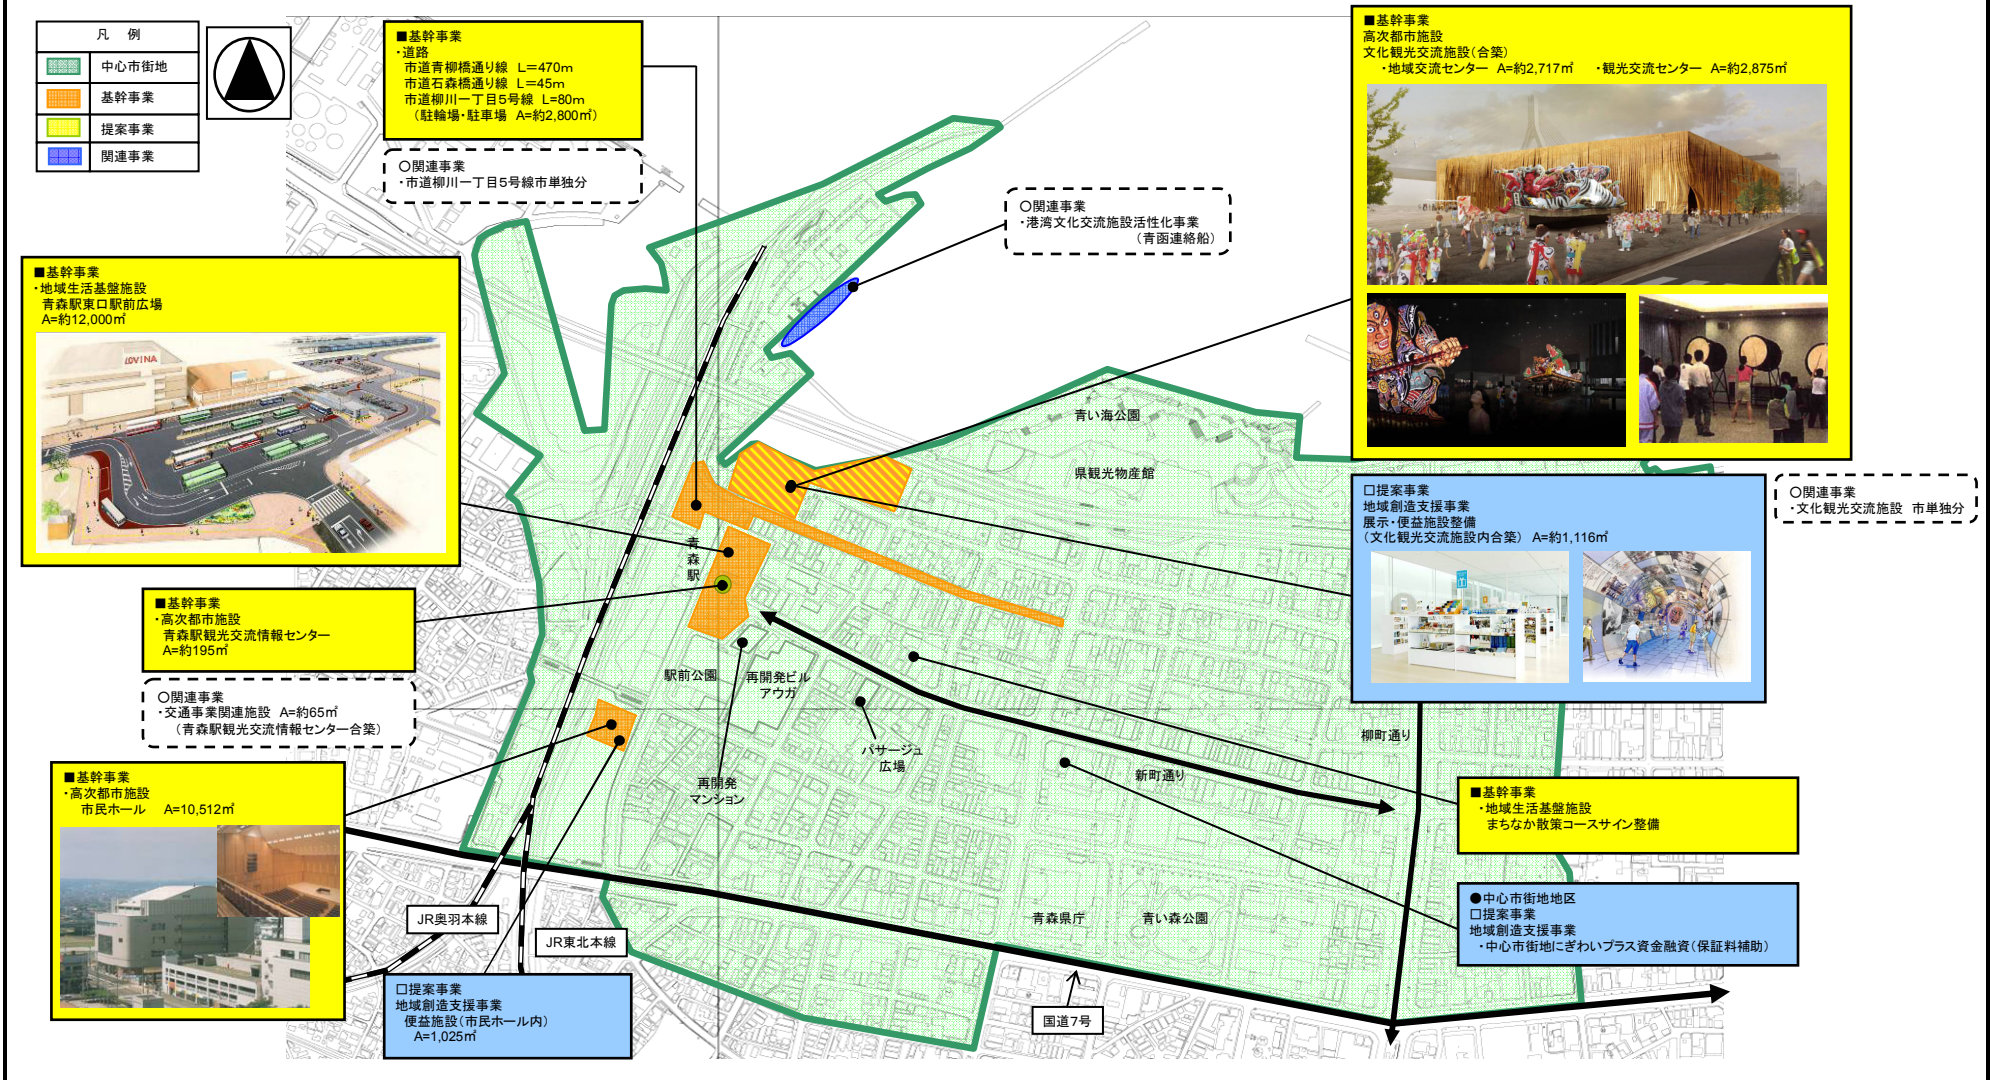 凡 例
中心市街地
基幹事業
提案事業
関連事業
■基幹事業
・道路
市道青柳橋通り線 L=470m
市道石森橋通り線 L=45m
市道柳川一丁目5号線 L=80m
(駐輪場・駐車場 A=約2,800㎡)
○関連事業
・市道柳川一丁目5号線市単独分
■基幹事業
高次都市施設
文化観光交流施設(合築)
・地域交流センター A=約2,717㎡ ・観光交流センター A=約2,875㎡
○関連事業
・港湾文化交流施設活性化事業
(青函連絡船)
■基幹事業
・地域生活基盤施設
青森駅東口駅前広場
A=約12,000㎡
LOVINA
青い海公園
県観光物産館
□提案事業
地域創造支援事業
展示・便益施設整備
(文化観光交流施設内合築) A=約1,116㎡
○関連事業
・文化観光交流施設 市単独分
青森駅
■基幹事業
・高次都市施設
青森駅観光交流情報センター
A=約195㎡
○関連事業
・交通事業関連施設 A=約65㎡
(青森駅観光交流情報センター合築)
駅前公園
再開発ビル
アウガ
パサージュ
広場
再開発
マンション
新町通り
柳町通り
■基幹事業
・高次都市施設
市民ホール A=10,512㎡
■基幹事業
・地域生活基盤施設
まちなか散策コースサイン整備
●中心市街地地区
□提案事業
地域創造支援事業
・中心市街地にぎわいプラス資金融資(保証料補助)
JR奥羽本線
JR東北本線
青森県庁
青い森公園
□提案事業
地域創造支援事業
便益施設(市民ホール内)
A=1,025㎡
国道7号